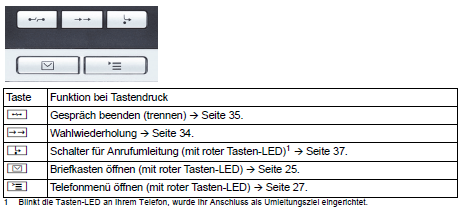 Taste Funktion bei Tastendruck
Gespräch beenden (trennen) → Seite 35.
Wahlwiederholung → Seite 34.
Schalter für Anrufumleitung (mit roter Tasten-LED)1 → Seite 37.
Briefkasten öffnen (mit roter Tasten-LED) → Seite 25.
Telefonmenü öffnen (mit roter Tasten-LED) → Seite 27.
1 Blinkt die Tasten-LED an Ihrem Telefon, wurde Ihr Anschluss als Umleitungsziel eingerichtet.